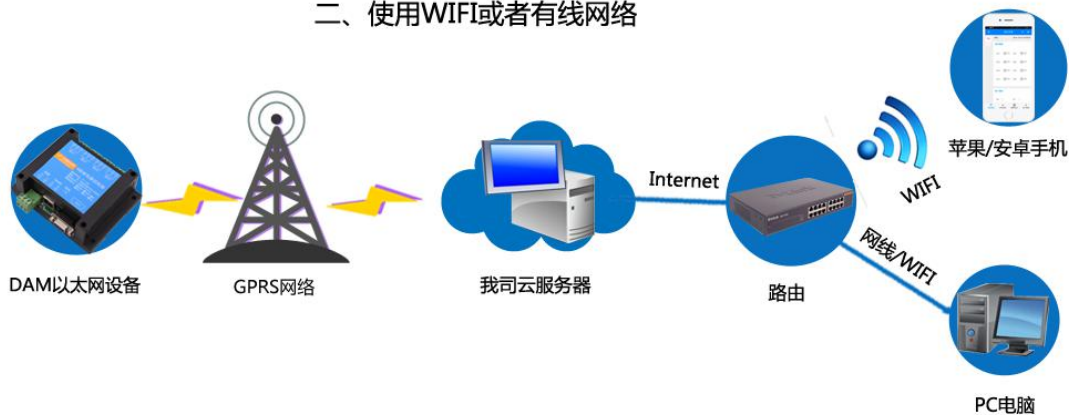 二、使用WIFI或者有线网络
苹果/安卓手机
WIFI
Internet
网线/WIFI
DAM以太网设备
GPRS网络
我司云服务器
路由
PC电脑